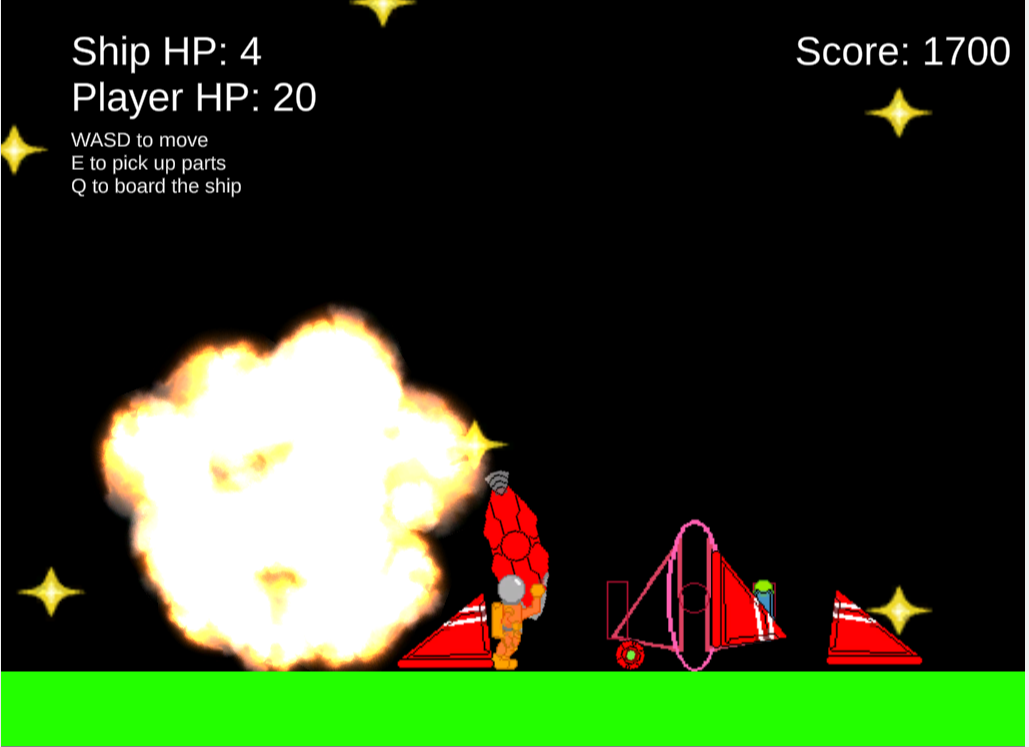 Ship HP: 4
Score: 1700
Player HP: 20
WASD to move
E to pick up parts
Q to board the ship